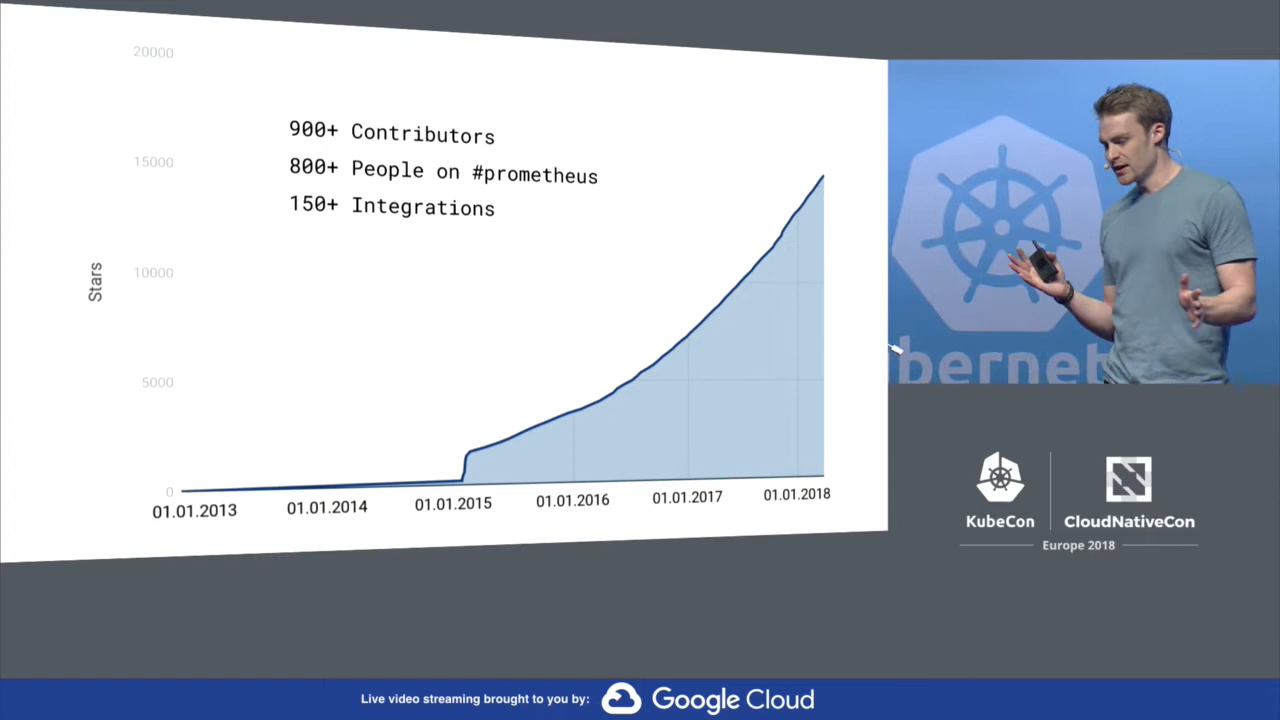 20000
900+ Contributors
15000
800+ People on #prometheus
150+ Integrations
10000
Stars
5000
0
01.01.2013
01.01.2014
01.01.2015
01.01.2016
01.01.2017
01.01.2018
bernet
KubeCon
CloudNativeCon
Europe 2018
Live video streaming brought to you by:
Google Cloud